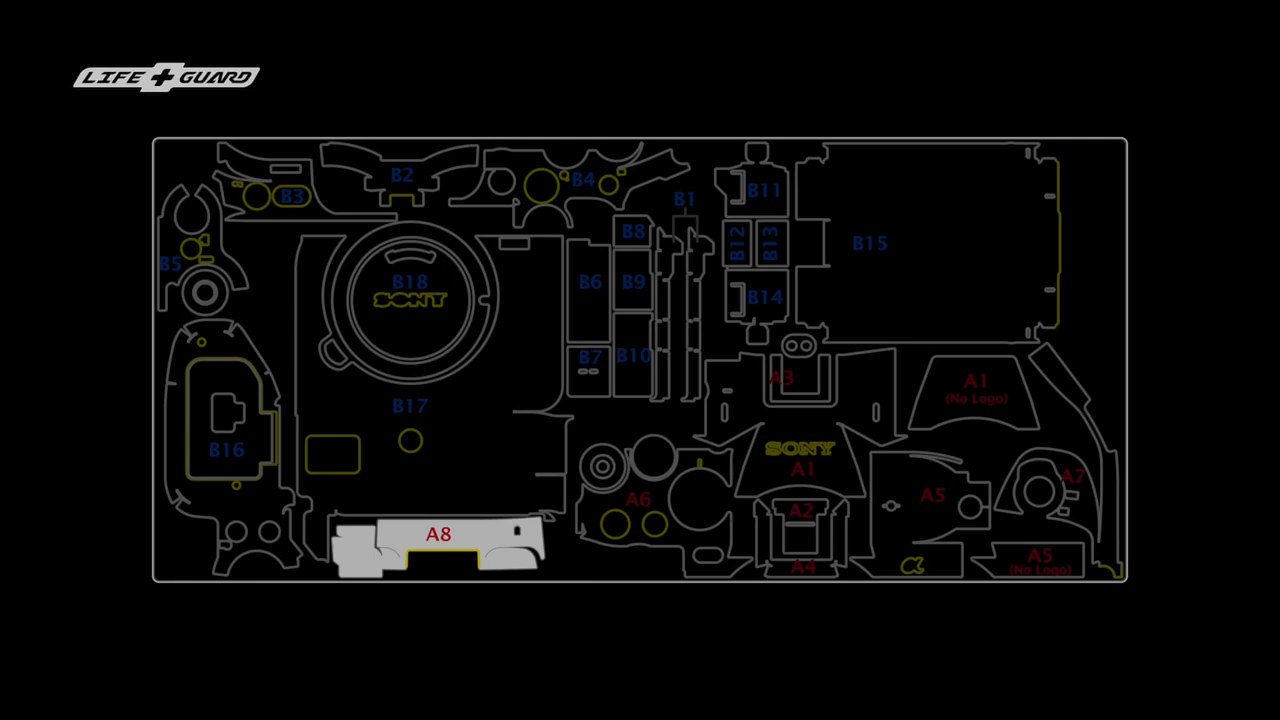 LIFE+GUARD
B2
B4
B3
B11
B1
B8
B12
B13
B15
B5
B18
B6
B9
SONY
B14
B7
B10
A3
A1
(No Logo)
B17
B16
SONY
A1
A5
A7
A6
A2
A8
A5
(No Logo)
A4
α